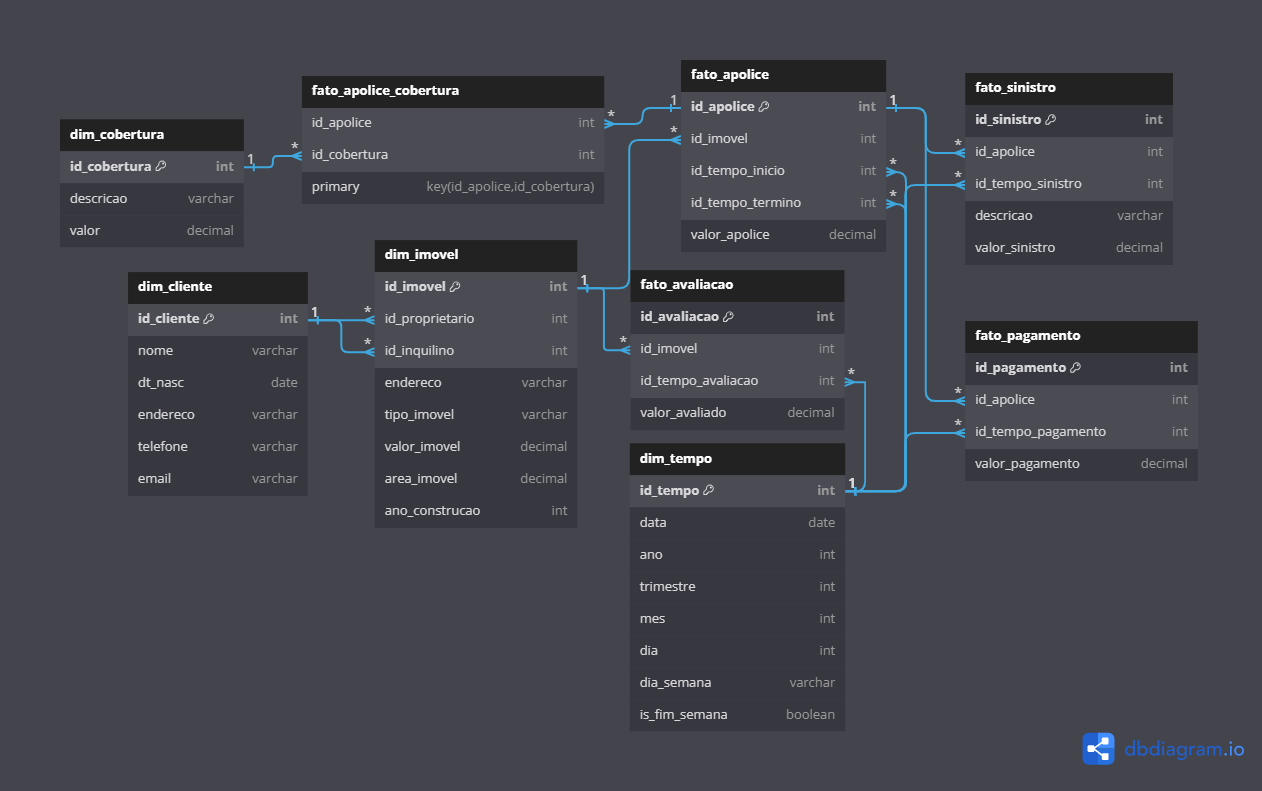 dim_cobertura
id_cobertura int
descricao varchar
valor decimal
fato_apolice_cobertura
id_apolice int
id_cobertura int
primary key(id_apolice,id_cobertura)
fato_apolice
id_apolice int
id_imovel int
id_tempo_inicio int
id_tempo_termino int
valor_apolice decimal
fato_sinistro
id_sinistro int
id_apolice int
id_tempo_sinistro int
descricao varchar
valor_sinistro decimal
dim_cliente
id_cliente int
nome varchar
dt_nasc date
endereco varchar
telefone varchar
email varchar
dim_imovel
id_imovel int
id_proprietario int
id_inquilino int
endereco varchar
tipo_imovel varchar
valor_imovel decimal
area_imovel decimal
ano_construcao int
fato_avaliacao
id_avaliacao int
id_imovel int
id_tempo_avaliacao int
valor_avaliado decimal
fato_pagamento
id_pagamento int
id_apolice int
id_tempo_pagamento int
valor_pagamento decimal
dim_tempo
id_tempo int
data date
ano int
trimestre int
mes int
dia int
dia_semana varchar
is_fim_semana boolean
1
*
1
*
1
*
*
*
*
*
1
*
*
1
*
*
1
*
*
dbdiagram.io